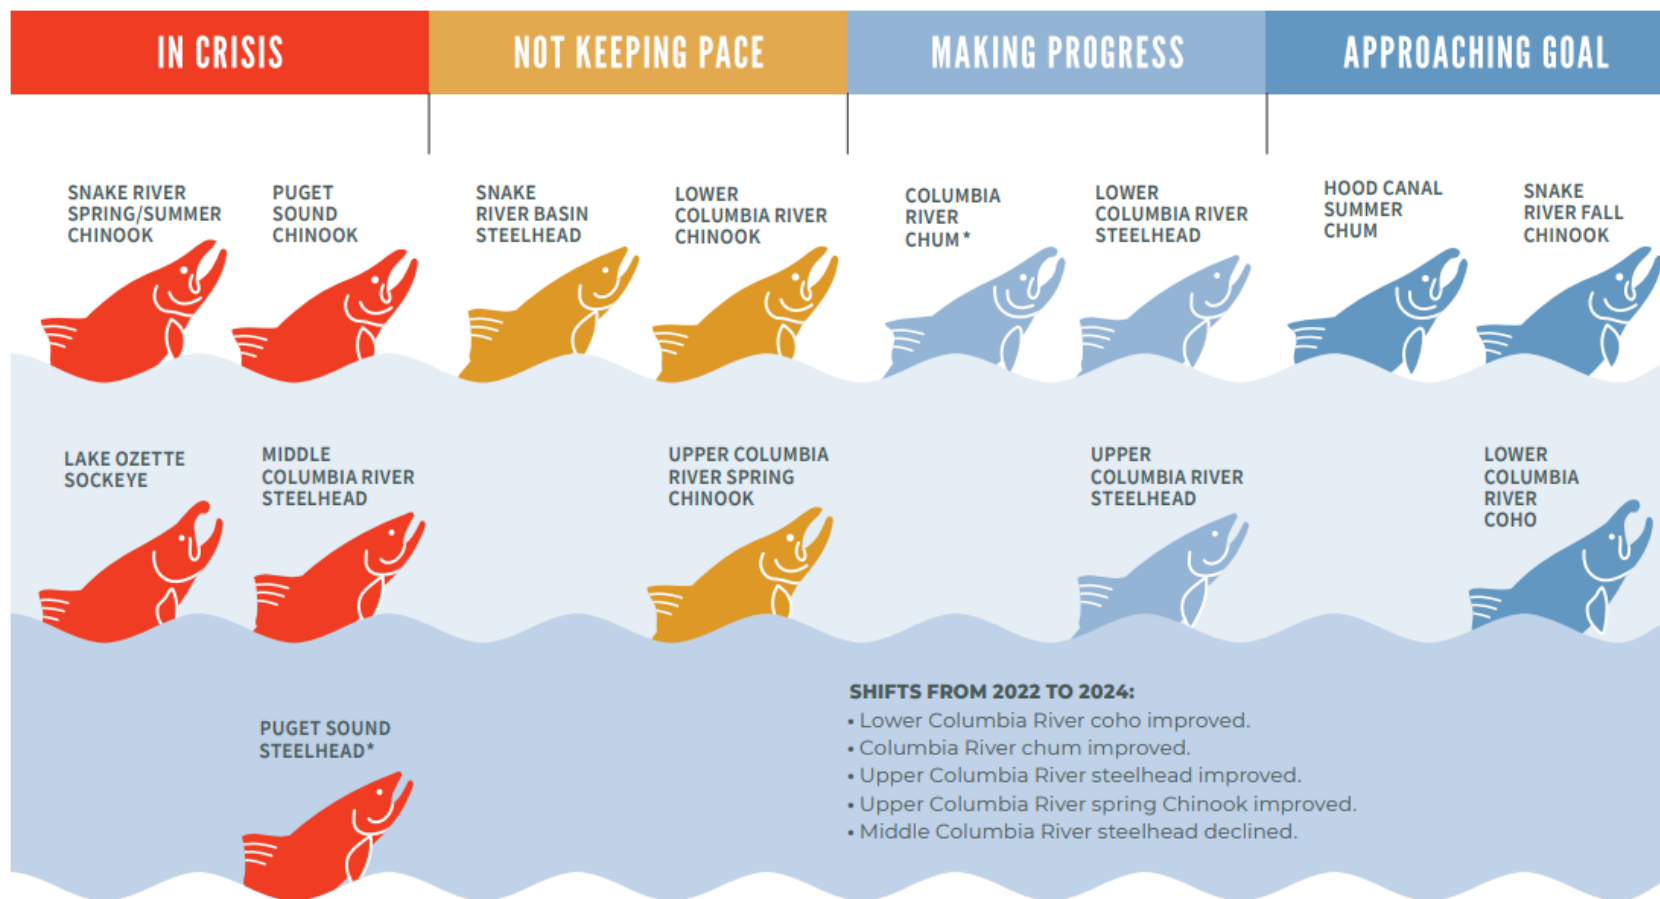 IN CRISIS
NOT KEEPING PACE
MAKING PROGRESS
APPROACHING GOAL
SNAKE RIVER
SPRING/SUMMER
CHINOOK
PUGET
SOUND
CHINOOK
SNAKE
RIVER BASIN
STEELHEAD
LOWER
COLUMBIA RIVER
CHINOOK
COLUMBIA
RIVER
CHUM*
LOWER
COLUMBIA RIVER
STEELHEAD
HOOD CANAL
SUMMER
CHUM
SNAKE
RIVER FALL
CHINOOK
LAKE OZETTE
SOCKEYE
MIDDLE
COLUMBIA RIVER
STEELHEAD
UPPER COLUMBIA
RIVER SPRING
CHINOOK
UPPER
COLUMBIA RIVER
STEELHEAD
LOWER
COLUMBIA
RIVER
COHO
PUGET SOUND
STEELHEAD*
SHIFTS FROM 2022 TO 2024:
• Lower Columbia River coho improved.
• Columbia River chum improved.
• Upper Columbia River steelhead improved.
• Upper Columbia River spring Chinook improved.
• Middle Columbia River steelhead declined.